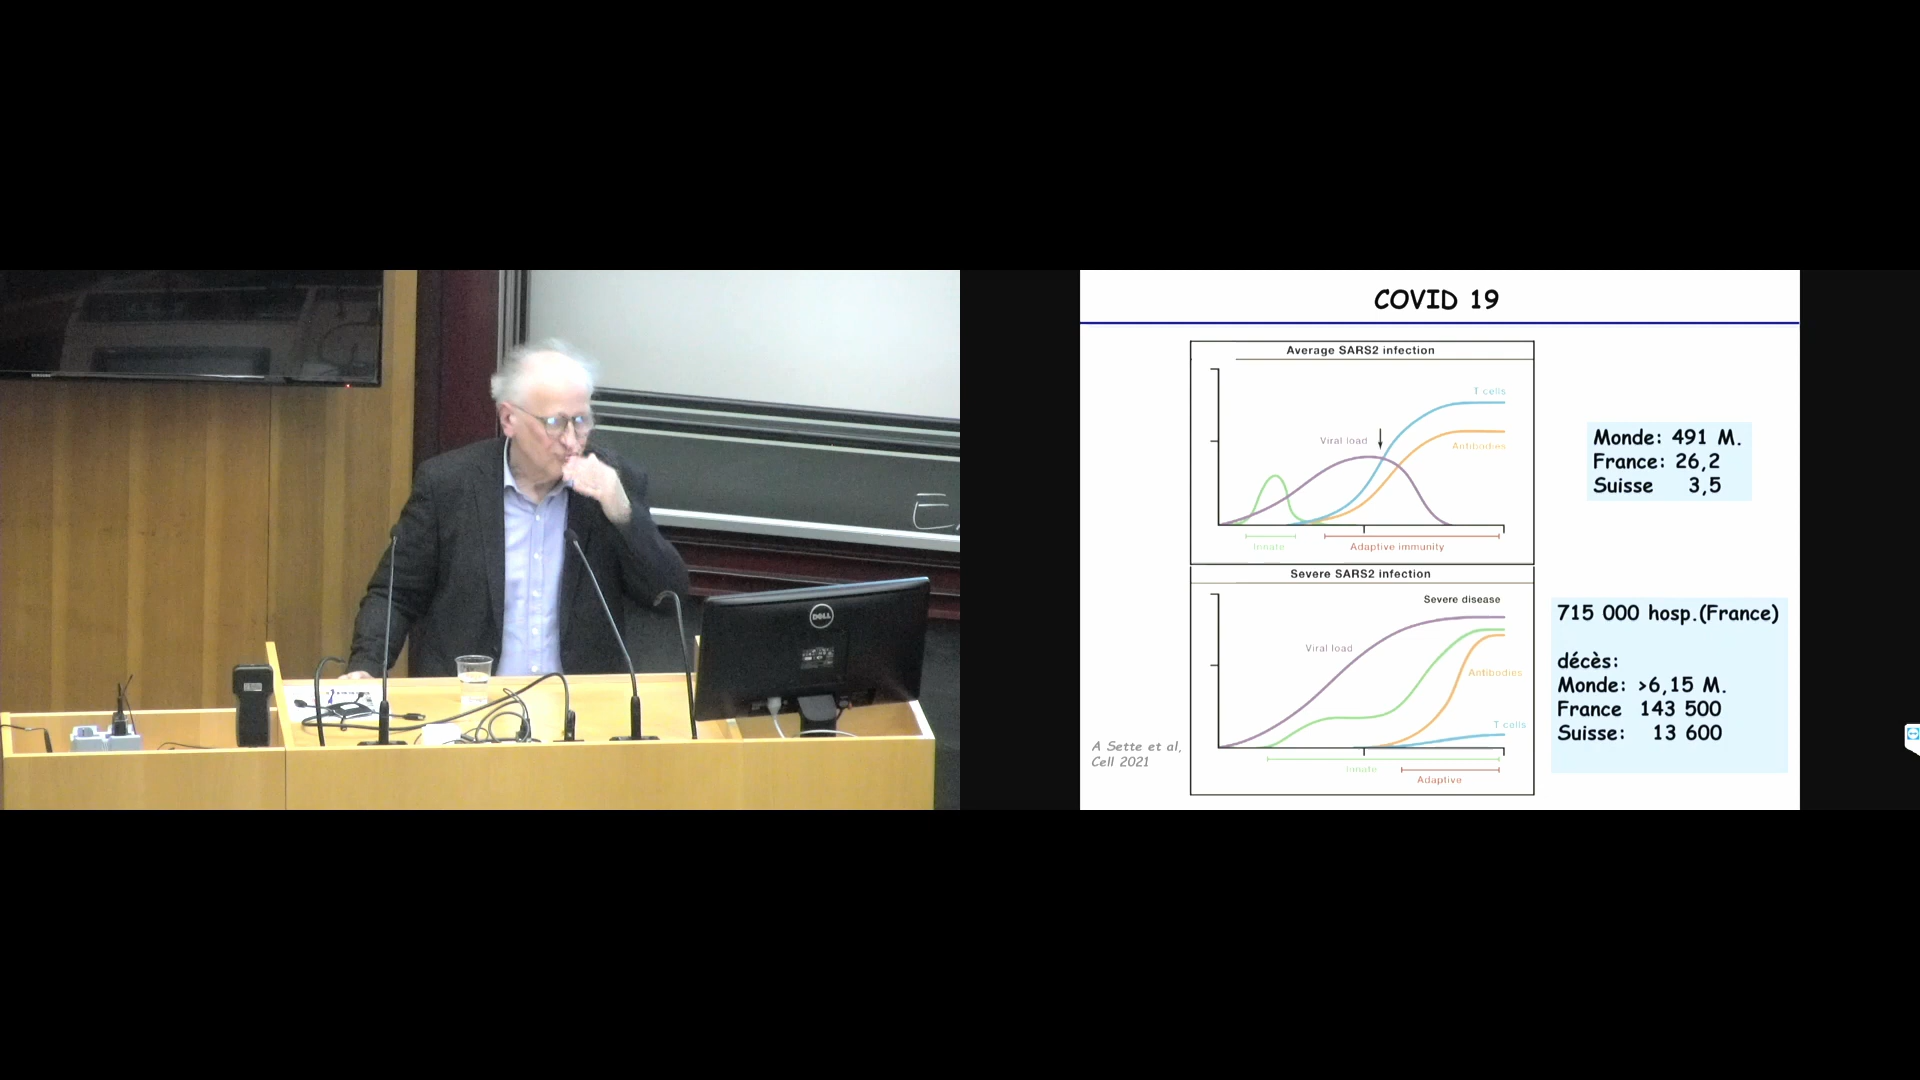 COVID 19
Average SARS2 infection
T cells
Viral load
Antibodies
Innate
Adaptive immunity
Severe SARS2 infection
Severe disease
Viral load
Antibodies
T cells
Innate
Adaptive
A Sette et al,
Cell 2021
Monde: 491 M.
France: 26,2
Suisse 3,5
715 000 hosp.(France)
décès:
Monde: >6,15 M.
France 143 500
Suisse: 13 600
DELL